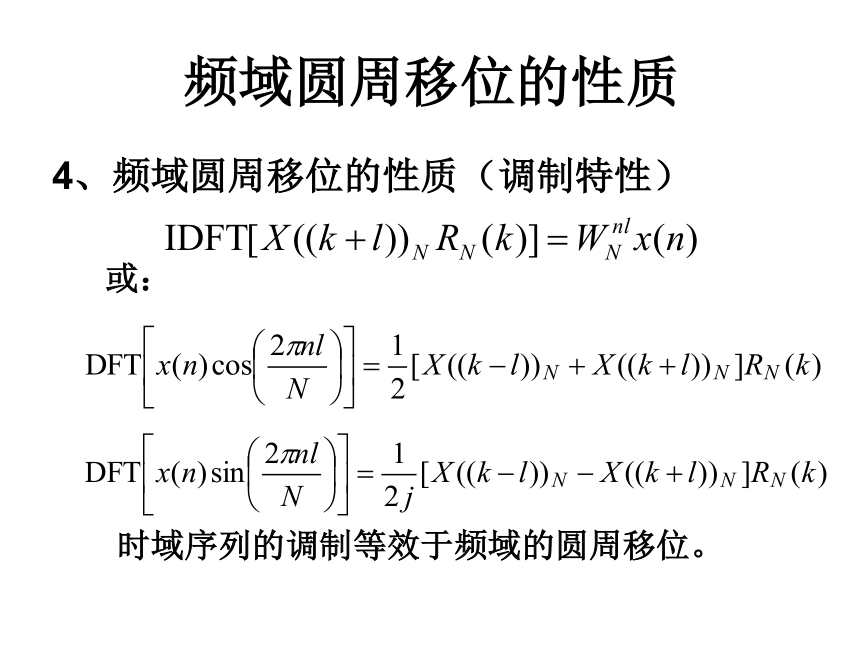 频域圆周移位的性质
4、频域圆周移位的性质（调制特性）
IDFT[X((k+l))_N R_N(k)]=W_N^{nl}x(n)
或：
DFT[x(n)cos(2πnl/N)]=1/2[X((k−l))_N+X((k+l))_N]R_N(k)
DFT[x(n)sin(2πnl/N)]=1/2j[X((k−l))_N−X((k+l))_N]R_N(k)
时域序列的调制等效于频域的圆周移位。